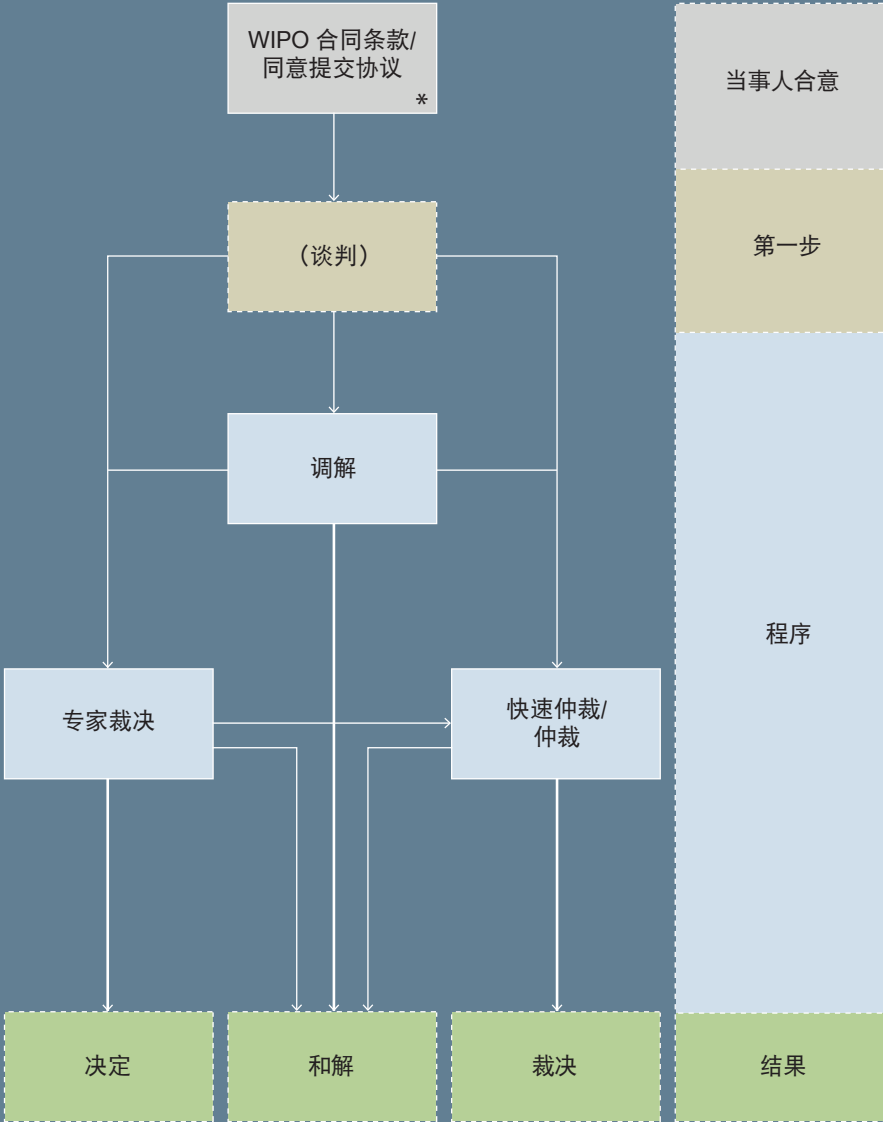 WIPO 合同条款/
同意提交协议
*
当事人合意
（谈判）
第一步
调解
程序
专家裁决
快速仲裁/
仲裁
决定
和解
裁决
结果